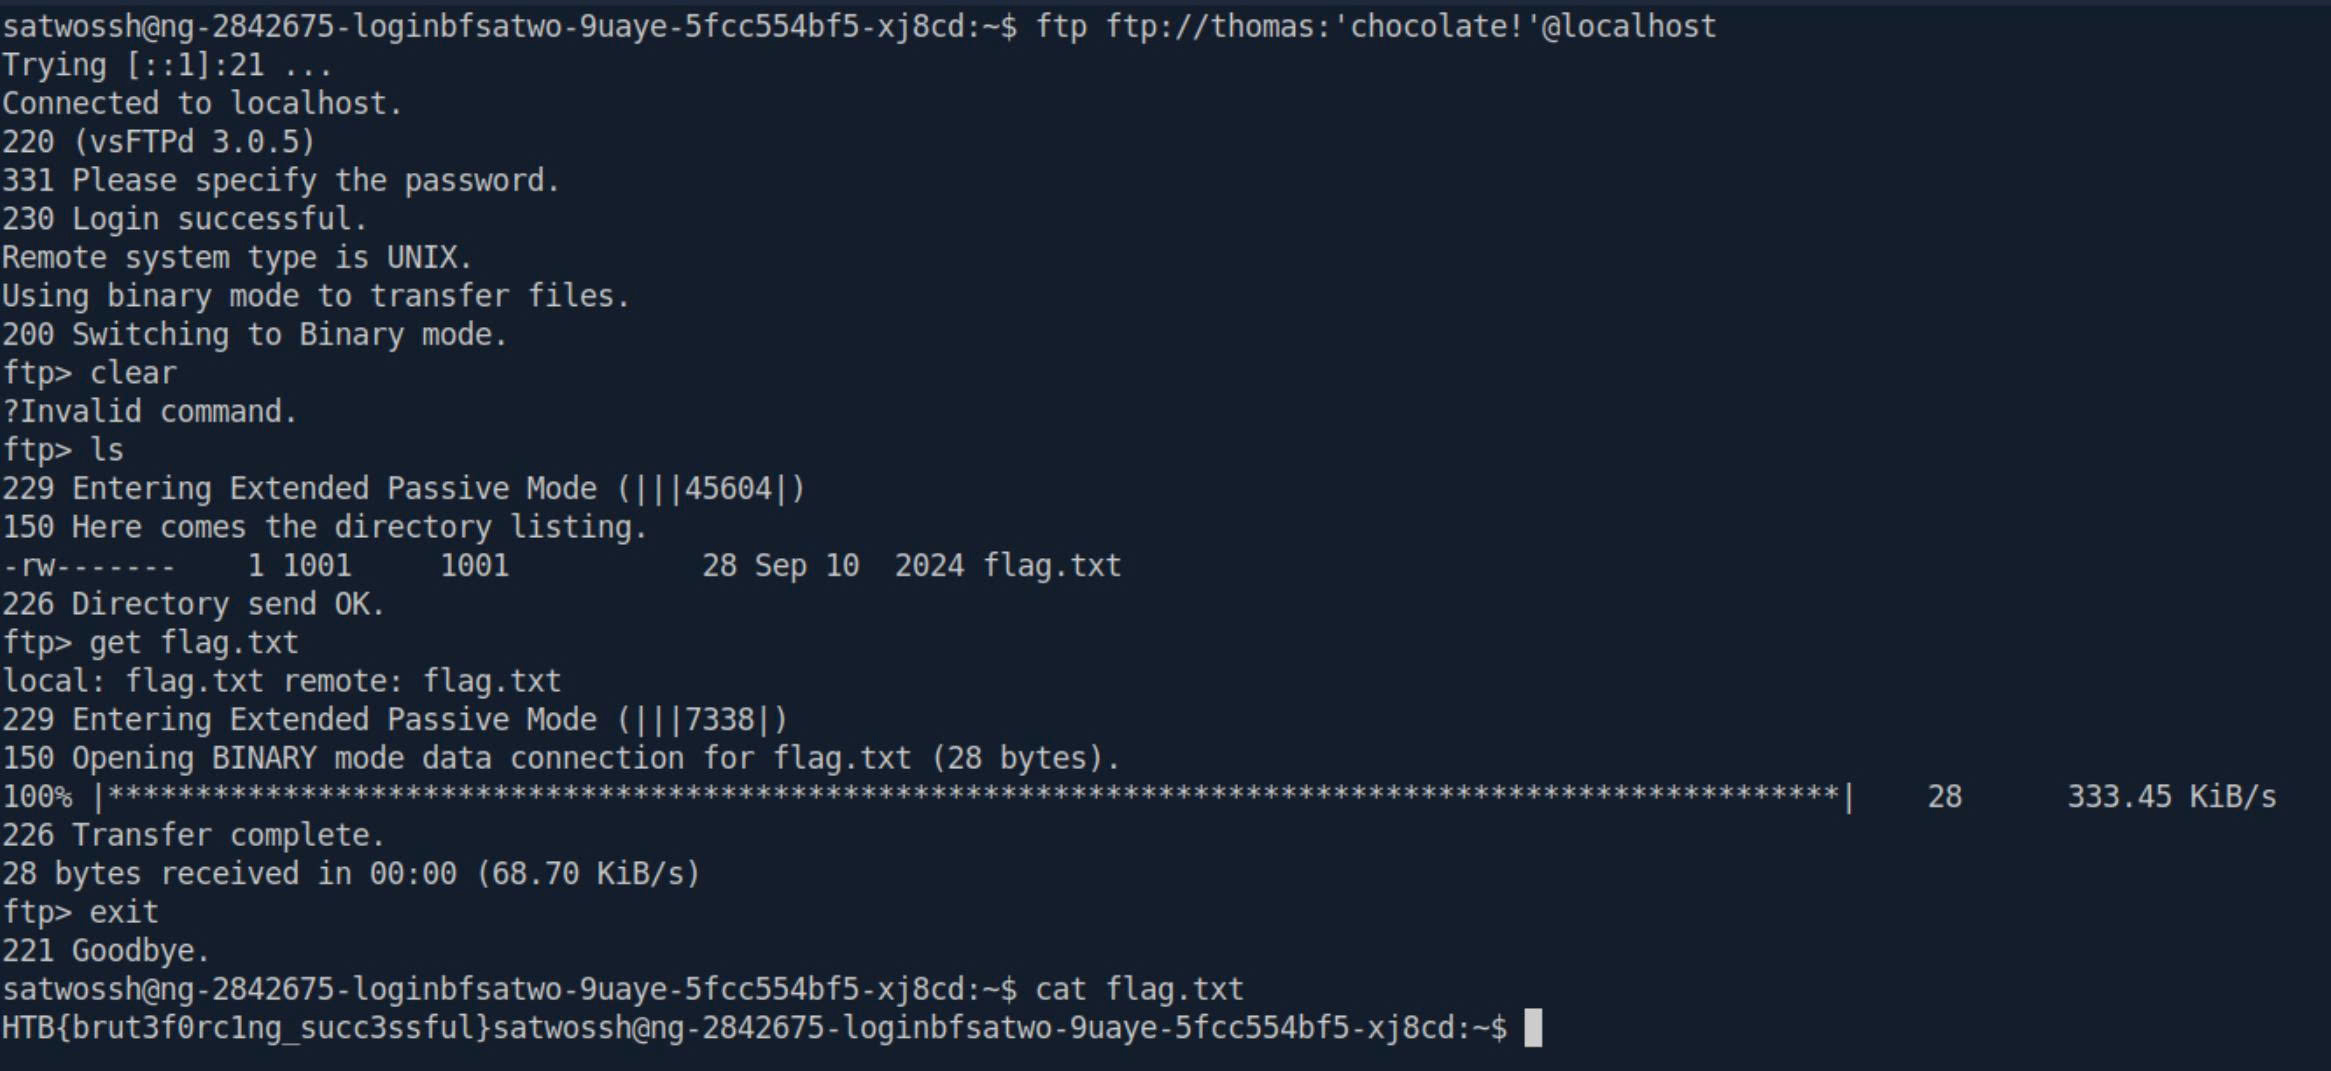 satwossh@ng-2842675-loginbfsatwo-9uaye-5fcc554bf5-xj8cd:~$ ftp ftp://thomas:'chocolate!'@localhost
Trying [::1]:21 ...
Connected to localhost.
220 (vsFTPd 3.0.5)
331 Please specify the password.
230 Login successful.
Remote system type is UNIX.
Using binary mode to transfer files.
200 Switching to Binary mode.
ftp> clear
?Invalid command.
ftp> ls
229 Entering Extended Passive Mode (|||45604|)
150 Here comes the directory listing.
-rw-------    1 1001     1001           28 Sep 10  2024 flag.txt
226 Directory send OK.
ftp> get flag.txt
local: flag.txt remote: flag.txt
229 Entering Extended Passive Mode (|||7338|)
150 Opening BINARY mode data connection for flag.txt (28 bytes).
100% |***************************************************************************************************|    28      333.45 KiB/s
226 Transfer complete.
28 bytes received in 00:00 (68.70 KiB/s)
ftp> exit
221 Goodbye.
satwossh@ng-2842675-loginbfsatwo-9uaye-5fcc554bf5-xj8cd:~$ cat flag.txt
HTB{brut3f0rc1ng_succ3ssful}satwossh@ng-2842675-loginbfsatwo-9uaye-5fcc554bf5-xj8cd:~$